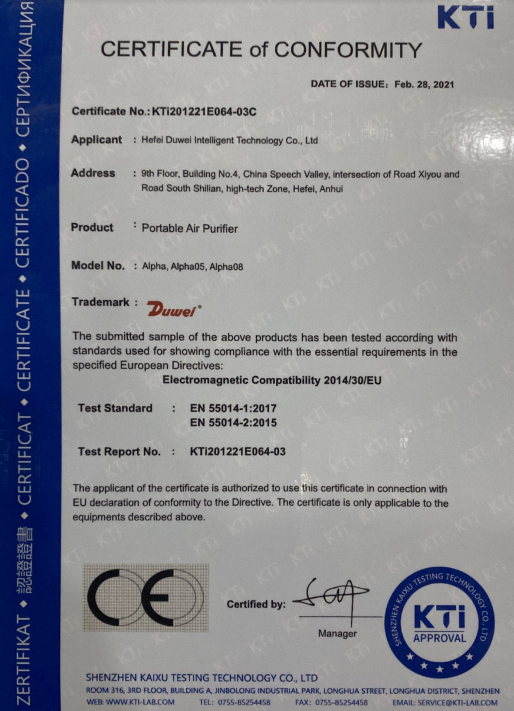 KTi
CERTIFICATE of CONFORMITY
DATE OF ISSUE: Feb. 28, 2021
Certificate No.: KTi201221E064-03C
Applicant : Hefei Duwei Intelligent Technology Co., Ltd
Address : 9th Floor, Building No.4, China Speech Valley, intersection of Road Xiyou and
Road South Shilian, high-tech Zone, Hefei, Anhui
Product : Portable Air Purifier
Model No. : Alpha, Alpha05, Alpha08
Trademark : Duwei®
The submitted sample of the above products has been tested according with
standards used for showing compliance with the essential requirements in the
specified European Directives:
Electromagnetic Compatibility 2014/30/EU
Test Standard : EN 55014-1:2017
EN 55014-2:2015
Test Report No. : KTi201221E064-03
The applicant of the certificate is authorized to use this certificate in connection with
EU declaration of conformity to the Directive. The certificate is only applicable to the
equipments described above.
CE
Certified by:
Manager
SHENZHEN KAIXU TESTING TECHNOLOGY CO., LTD
KTi
APPROVAL
SHENZHEN KAIXU TESTING TECHNOLOGY CO., LTD
ROOM 316, 3RD FLOOR, BUILDING A, JINBOLONG INDUSTRIAL PARK, LONGHUA STREET, LONGHUA DISTRICT, SHENZHEN
WEB: WWW.KTI-LAB.COM TEL: 0755-85254458 FAX: 0755-85254458 EMAIL: SERVICE@KTI-LAB.COM
ZERTIFIKAT ◆ 認證證書 ◆ CERTIFICAT ◆ CERTIFICATE ◆ CERTIFICADO ◆ СЕРТИФИКАЦИЯ